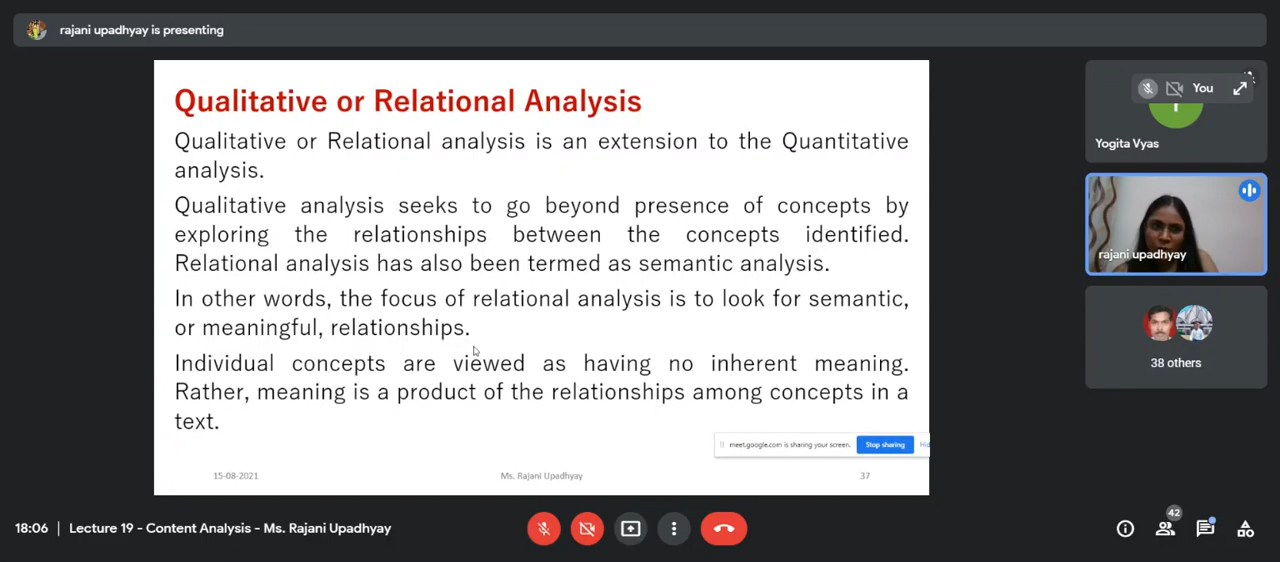 rajani upadhyay is presenting
Qualitative or Relational Analysis
Qualitative or Relational analysis is an extension to the Quantitative
analysis.
Qualitative analysis seeks to go beyond presence of concepts by
exploring the relationships between the concepts identified.
Relational analysis has also been termed as semantic analysis.
In other words, the focus of relational analysis is to look for semantic,
or meaningful, relationships.
Individual concepts are viewed as having no inherent meaning.
Rather, meaning is a product of the relationships among concepts in a
text.
meet.google.com is sharing your screen. Stop sharing
15-08-2021 Ms. Rajani Upadhyay 37
You
Yogita Vyas
rajani upadhyay
38 others
18:06 | Lecture 19 - Content Analysis - Ms. Rajani Upadhyay
42